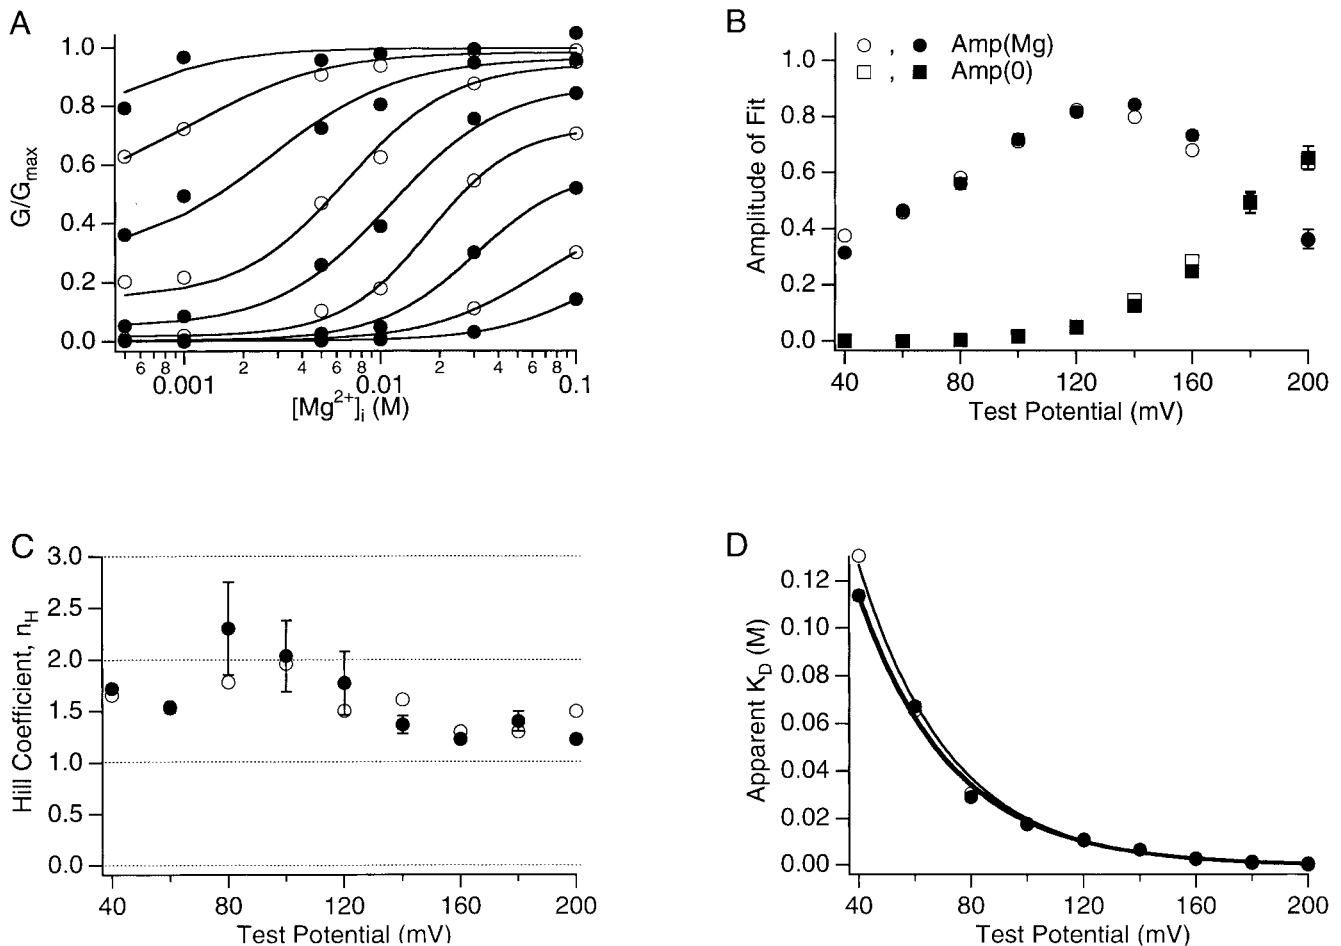 A
G/Gmax
1.0
0.8
0.6
0.4
0.2
0.0
6 8 2 4 6 8 2 4 6 8
0.001 0.01 0.1
[Mg2+]i (M)
B
Amplitude of Fit
1.0
0.8
0.6
0.4
0.2
0.0
, Amp(Mg)
, Amp(0)
40 80 120 160 200
Test Potential (mV)
C
Hill Coefficient, nH
3.0
2.5
2.0
1.5
1.0
0.5
0.0
40 80 120 160 200
Test Potential (mV)
D
Apparent KD (M)
0.12
0.10
0.08
0.06
0.04
0.02
0.00
40 80 120 160 200
Test Potential (mV)